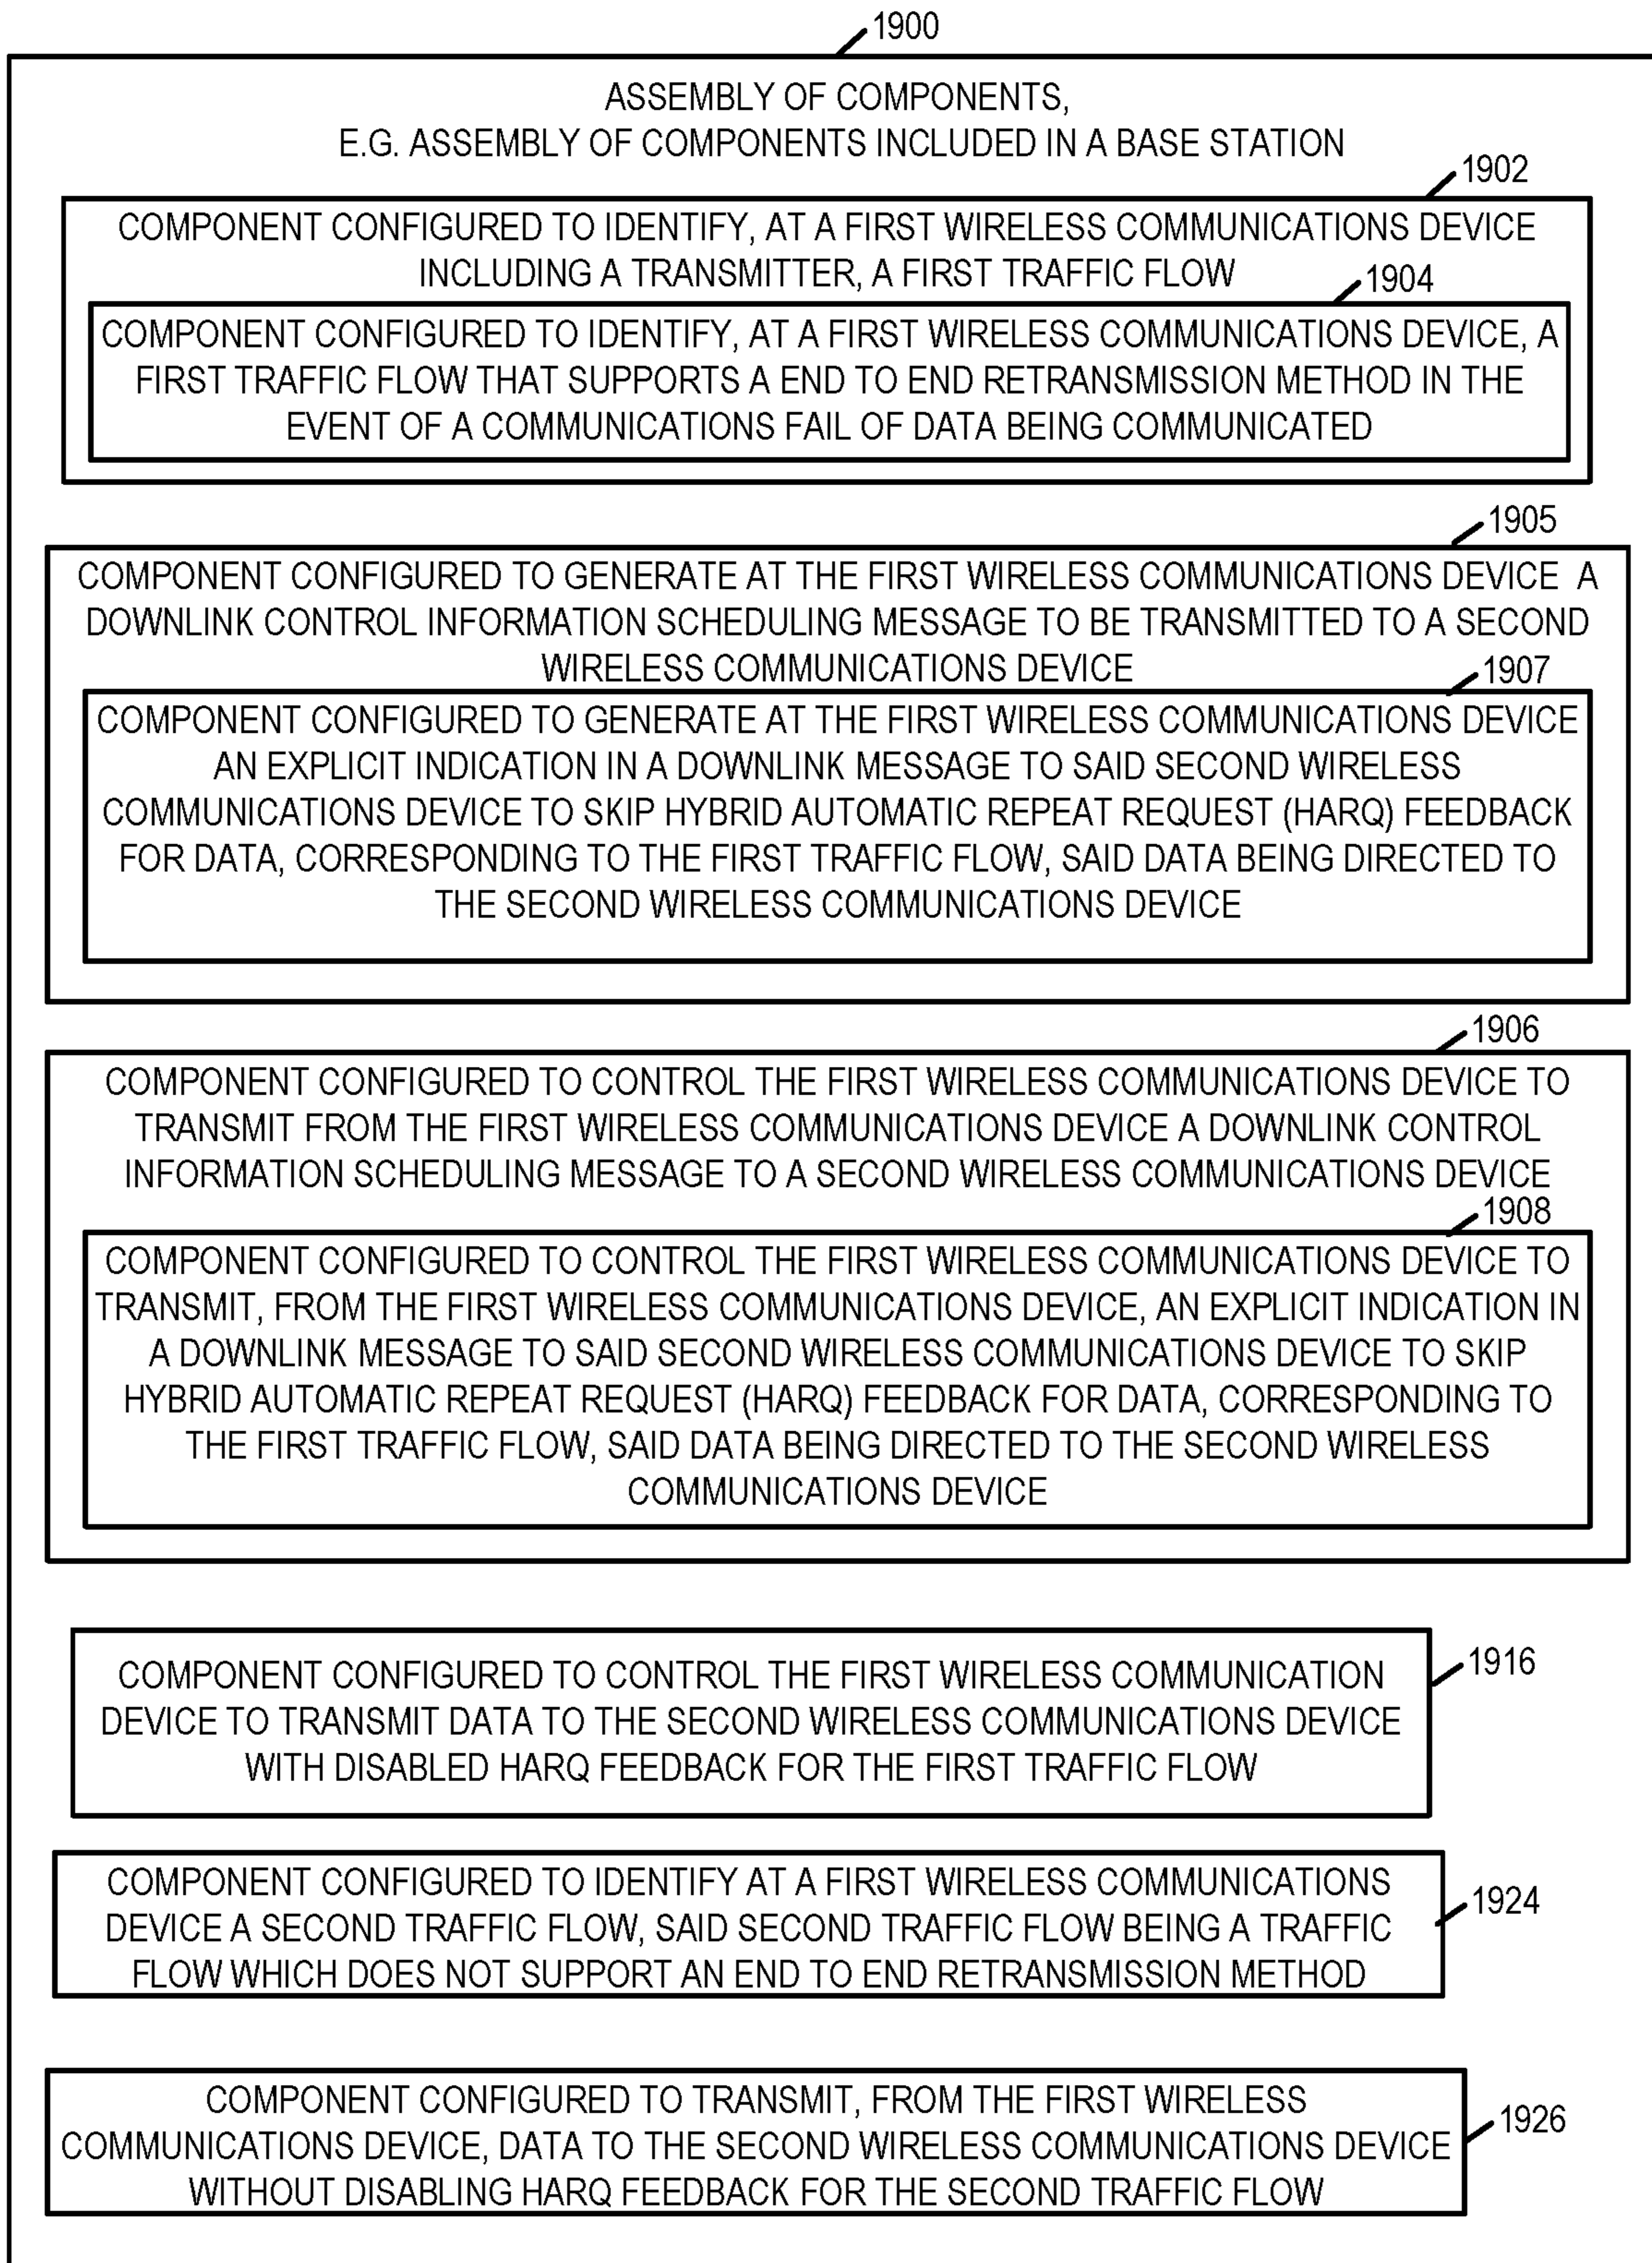 1900
ASSEMBLY OF COMPONENTS,
E.G. ASSEMBLY OF COMPONENTS INCLUDED IN A BASE STATION
1902
COMPONENT CONFIGURED TO IDENTIFY, AT A FIRST WIRELESS COMMUNICATIONS DEVICE
INCLUDING A TRANSMITTER, A FIRST TRAFFIC FLOW
1904
COMPONENT CONFIGURED TO IDENTIFY, AT A FIRST WIRELESS COMMUNICATIONS DEVICE, A
FIRST TRAFFIC FLOW THAT SUPPORTS A END TO END RETRANSMISSION METHOD IN THE
EVENT OF A COMMUNICATIONS FAIL OF DATA BEING COMMUNICATED
1905
COMPONENT CONFIGURED TO GENERATE AT THE FIRST WIRELESS COMMUNICATIONS DEVICE A
DOWNLINK CONTROL INFORMATION SCHEDULING MESSAGE TO BE TRANSMITTED TO A SECOND
WIRELESS COMMUNICATIONS DEVICE
1907
COMPONENT CONFIGURED TO GENERATE AT THE FIRST WIRELESS COMMUNICATIONS DEVICE
AN EXPLICIT INDICATION IN A DOWNLINK MESSAGE TO SAID SECOND WIRELESS
COMMUNICATIONS DEVICE TO SKIP HYBRID AUTOMATIC REPEAT REQUEST (HARQ) FEEDBACK
FOR DATA, CORRESPONDING TO THE FIRST TRAFFIC FLOW, SAID DATA BEING DIRECTED TO
THE SECOND WIRELESS COMMUNICATIONS DEVICE
1906
COMPONENT CONFIGURED TO CONTROL THE FIRST WIRELESS COMMUNICATIONS DEVICE TO
TRANSMIT FROM THE FIRST WIRELESS COMMUNICATIONS DEVICE A DOWNLINK CONTROL
INFORMATION SCHEDULING MESSAGE TO A SECOND WIRELESS COMMUNICATIONS DEVICE
1908
COMPONENT CONFIGURED TO CONTROL THE FIRST WIRELESS COMMUNICATIONS DEVICE TO
TRANSMIT, FROM THE FIRST WIRELESS COMMUNICATIONS DEVICE, AN EXPLICIT INDICATION IN
A DOWNLINK MESSAGE TO SAID SECOND WIRELESS COMMUNICATIONS DEVICE TO SKIP
HYBRID AUTOMATIC REPEAT REQUEST (HARQ) FEEDBACK FOR DATA, CORRESPONDING TO
THE FIRST TRAFFIC FLOW, SAID DATA BEING DIRECTED TO THE SECOND WIRELESS
COMMUNICATIONS DEVICE
1916
COMPONENT CONFIGURED TO CONTROL THE FIRST WIRELESS COMMUNICATION
DEVICE TO TRANSMIT DATA TO THE SECOND WIRELESS COMMUNICATIONS DEVICE
WITH DISABLED HARQ FEEDBACK FOR THE FIRST TRAFFIC FLOW
COMPONENT CONFIGURED TO IDENTIFY AT A FIRST WIRELESS COMMUNICATIONS
1924
DEVICE A SECOND TRAFFIC FLOW, SAID SECOND TRAFFIC FLOW BEING A TRAFFIC
FLOW WHICH DOES NOT SUPPORT AN END TO END RETRANSMISSION METHOD
COMPONENT CONFIGURED TO TRANSMIT, FROM THE FIRST WIRELESS
1926
COMMUNICATIONS DEVICE, DATA TO THE SECOND WIRELESS COMMUNICATIONS DEVICE
WITHOUT DISABLING HARQ FEEDBACK FOR THE SECOND TRAFFIC FLOW